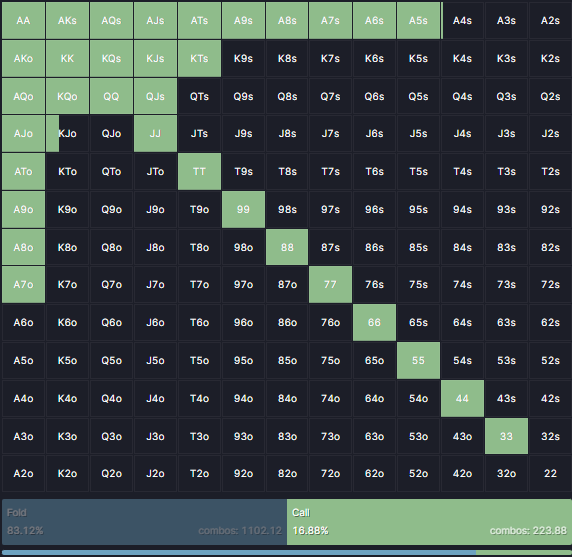 AA AKs AQs AJs ATs A9s A8s A7s A6s A5s A4s A3s A2s
AKo KK KQs KJs KTs K9s K8s K7s K6s K5s K4s K3s K2s
AQo KQo QQ QJs QTs Q9s Q8s Q7s Q6s Q5s Q4s Q3s Q2s
AJo KJo QJo JJ JTs J9s J8s J7s J6s J5s J4s J3s J2s
ATo KTo QTo JTo TT T9s T8s T7s T6s T5s T4s T3s T2s
A9o K9o Q9o J9o T9o 99 98s 97s 96s 95s 94s 93s 92s
A8o K8o Q8o J8o T8o 98o 88 87s 86s 85s 84s 83s 82s
A7o K7o Q7o J7o T7o 97o 87o 77 76s 75s 74s 73s 72s
A6o K6o Q6o J6o T6o 96o 86o 76o 66 65s 64s 63s 62s
A5o K5o Q5o J5o T5o 95o 85o 75o 65o 55 54s 53s 52s
A4o K4o Q4o J4o T4o 94o 84o 74o 64o 54o 44 43s 42s
A3o K3o Q3o J3o T3o 93o 83o 73o 63o 53o 43o 33 32s
A2o K2o Q2o J2o T2o 92o 82o 72o 62o 52o 42o 32o 22
Fold Call
83.12% combos: 1102.12 16.88% combos: 223.88